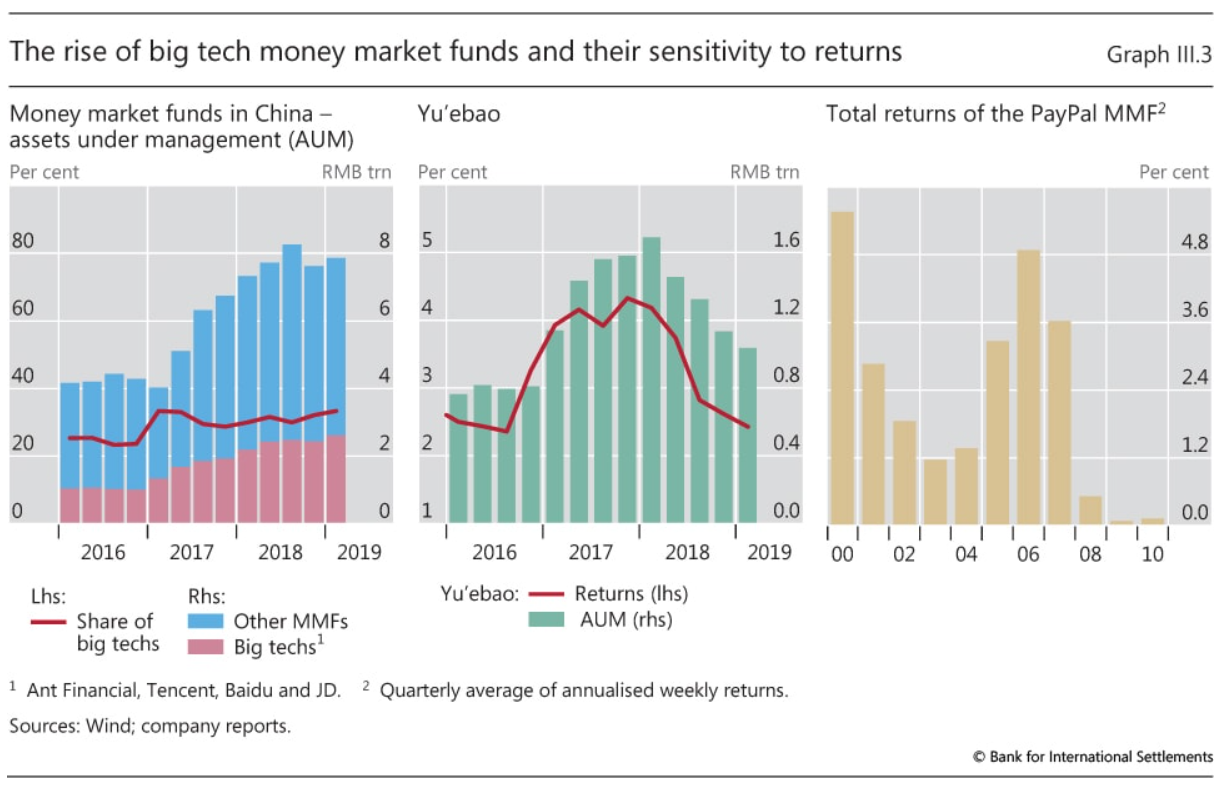 The rise of big tech money market funds and their sensitivity to returns
Graph III.3
Money market funds in China –
assets under management (AUM)
Per cent
RMB trn
80
60
40
20
0
8
6
4
2
0
2016
2017
2018
2019
Lhs:
Share of
big techs
Rhs:
Other MMFs
Big techs1
Yu’ebao
Per cent
RMB trn
5
4
3
2
1
1.6
1.2
0.8
0.4
0.0
2016
2017
2018
2019
Yu’ebao:
Returns (lhs)
AUM (rhs)
Total returns of the PayPal MMF2
Per cent
4.8
3.6
2.4
1.2
0.0
00
02
04
06
08
10
1 Ant Financial, Tencent, Baidu and JD. 2 Quarterly average of annualised weekly returns.
Sources: Wind; company reports.
© Bank for International Settlements